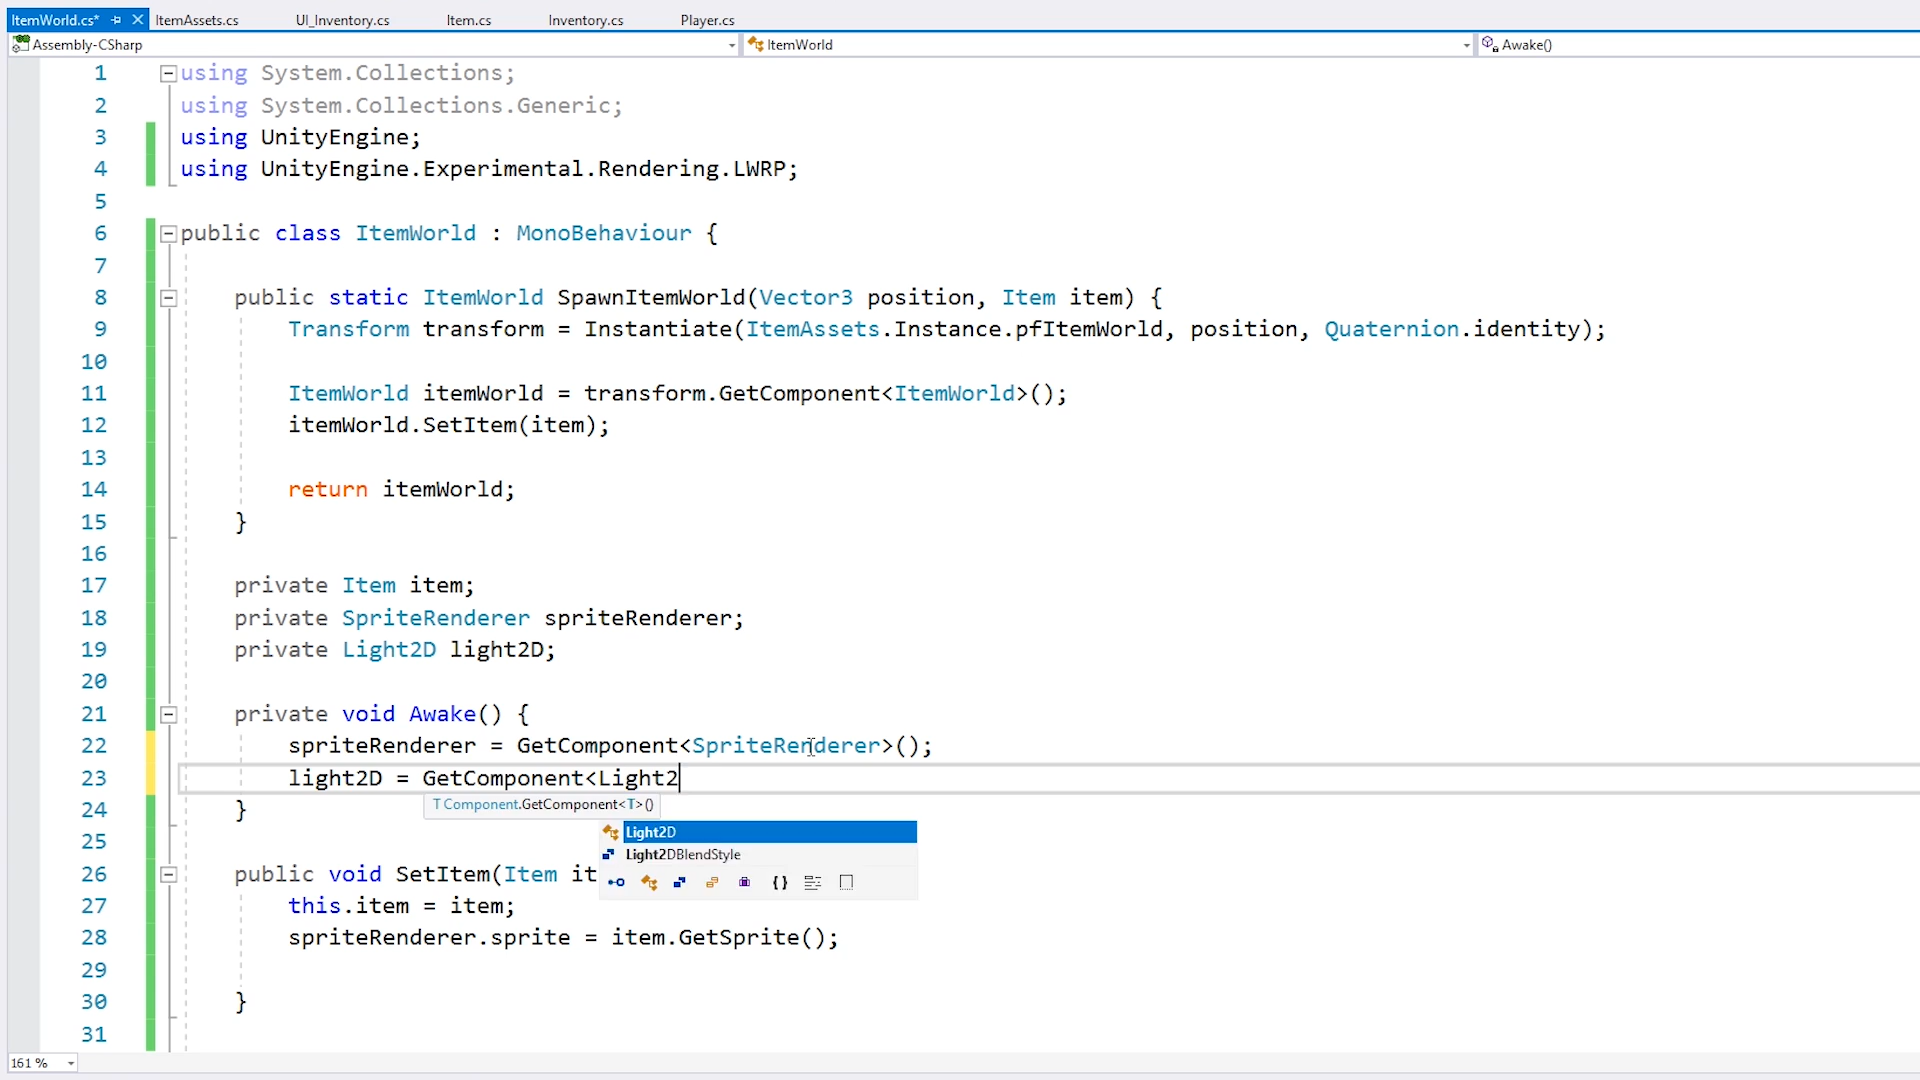 ItemWorld.cs* ItemAssets.cs UI_Inventory.cs Item.cs Inventory.cs Player.cs
Assembly-CSharp ItemWorld Awake()
1 using System.Collections;
2 using System.Collections.Generic;
3 using UnityEngine;
4 using UnityEngine.Experimental.Rendering.LWRP;
5
6 public class ItemWorld : MonoBehaviour {
7
8 public static ItemWorld SpawnItemWorld(Vector3 position, Item item) {
9 Transform transform = Instantiate(ItemAssets.Instance.pfItemWorld, position, Quaternion.identity);
10
11 ItemWorld itemWorld = transform.GetComponent<ItemWorld>();
12 itemWorld.SetItem(item);
13
14 return itemWorld;
15 }
16
17 private Item item;
18 private SpriteRenderer spriteRenderer;
19 private Light2D light2D;
20
21 private void Awake() {
22 spriteRenderer = GetComponent<SpriteRenderer>();
23 light2D = GetComponent<Light2
T Component.GetComponent<T>()
24 }
Light2D
25
Light2DBlendStyle
26 public void SetItem(Item it
27 this.item = item;
28 spriteRenderer.sprite = item.GetSprite();
29
30 }
31
161 %